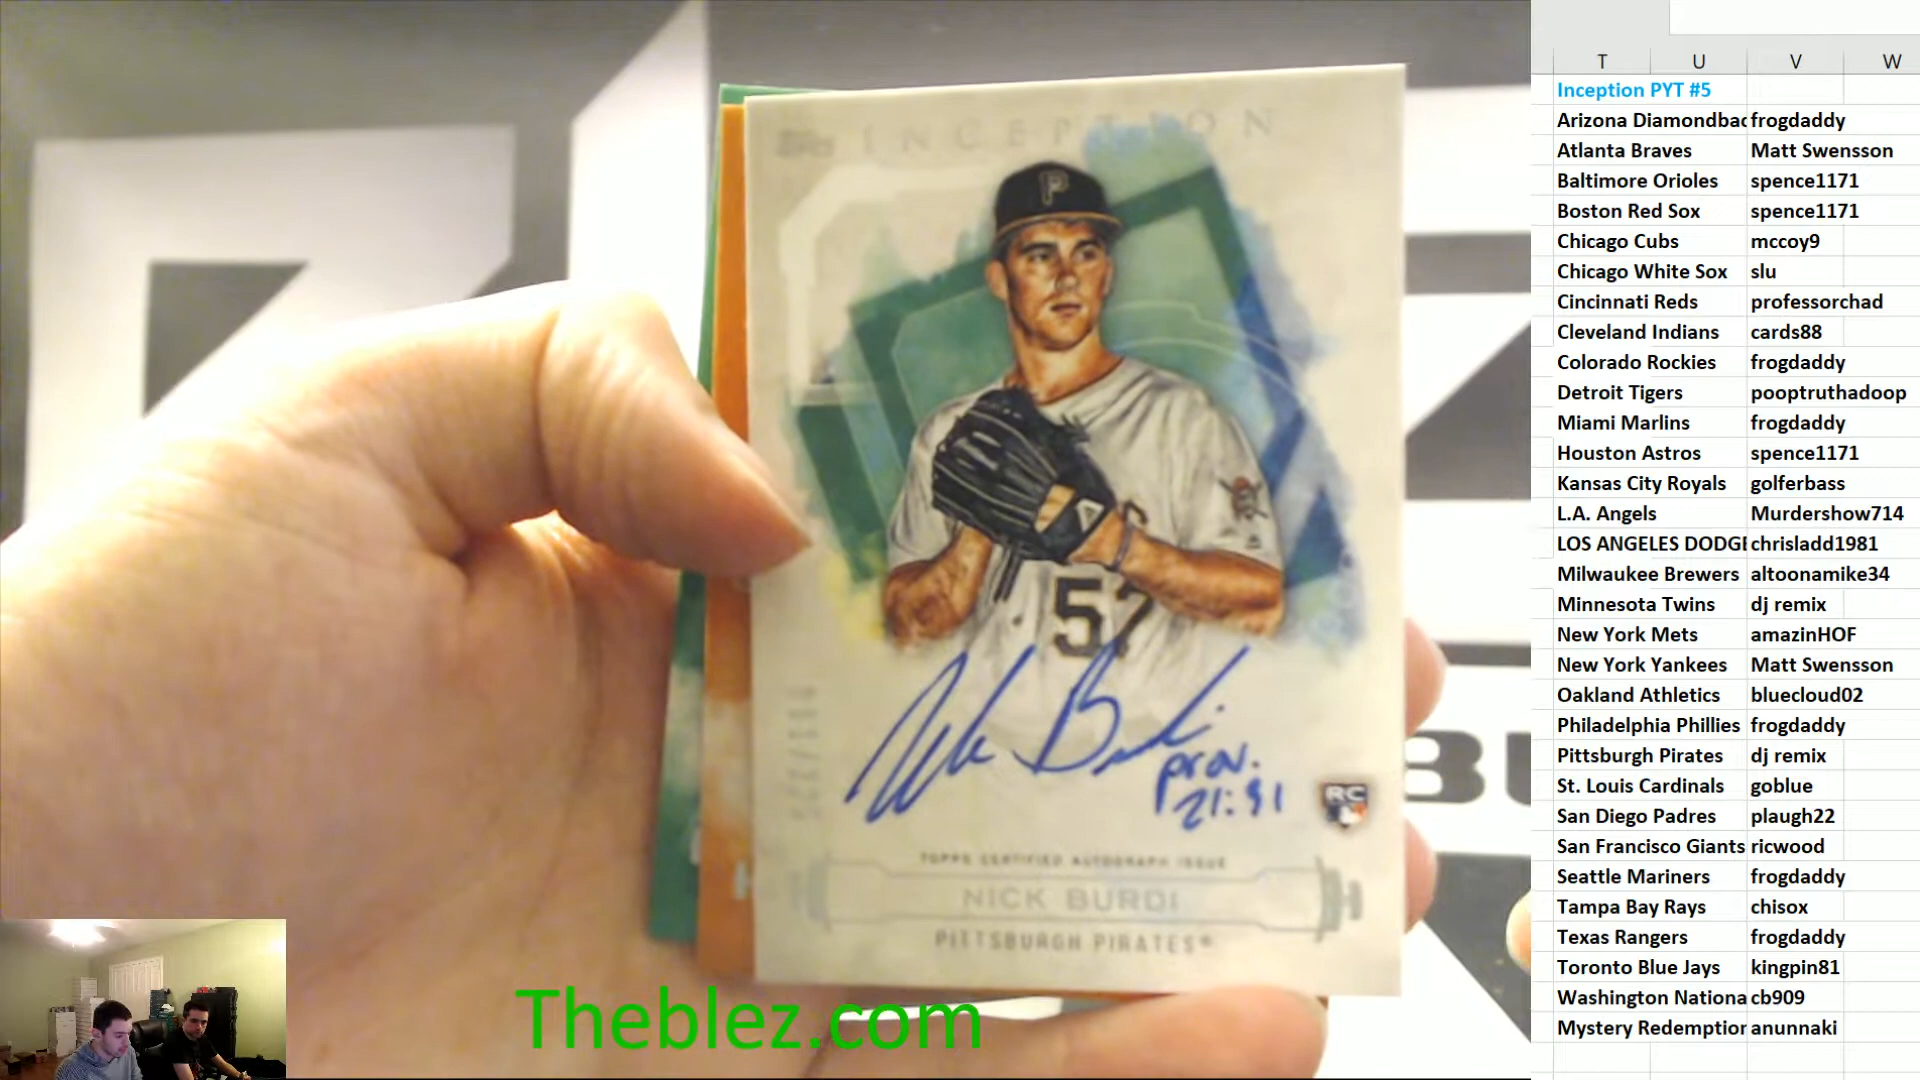 TOPPS INCEPTION
P
57
Nick Burdi
prov.
21:31
RC
TOPPS CERTIFIED AUTOGRAPH ISSUE
NICK BURDI
PITTSBURGH PIRATES
BU
Theblez.com
T U V W
Inception PYT #5
Arizona Diamondbac frogdaddy
Atlanta Braves Matt Swensson
Baltimore Orioles spence1171
Boston Red Sox spence1171
Chicago Cubs mccoy9
Chicago White Sox slu
Cincinnati Reds professorchad
Cleveland Indians cards88
Colorado Rockies frogdaddy
Detroit Tigers pooptruthadoop
Miami Marlins frogdaddy
Houston Astros spence1171
Kansas City Royals golferbass
L.A. Angels Murdershow714
LOS ANGELES DODGE chrisladd1981
Milwaukee Brewers altoonamike34
Minnesota Twins dj remix
New York Mets amazinHOF
New York Yankees Matt Swensson
Oakland Athletics bluecloud02
Philadelphia Phillies frogdaddy
Pittsburgh Pirates dj remix
St. Louis Cardinals goblue
San Diego Padres plaugh22
San Francisco Giants ricwood
Seattle Mariners frogdaddy
Tampa Bay Rays chisox
Texas Rangers frogdaddy
Toronto Blue Jays kingpin81
Washington Nationa cb909
Mystery Redemption anunnaki